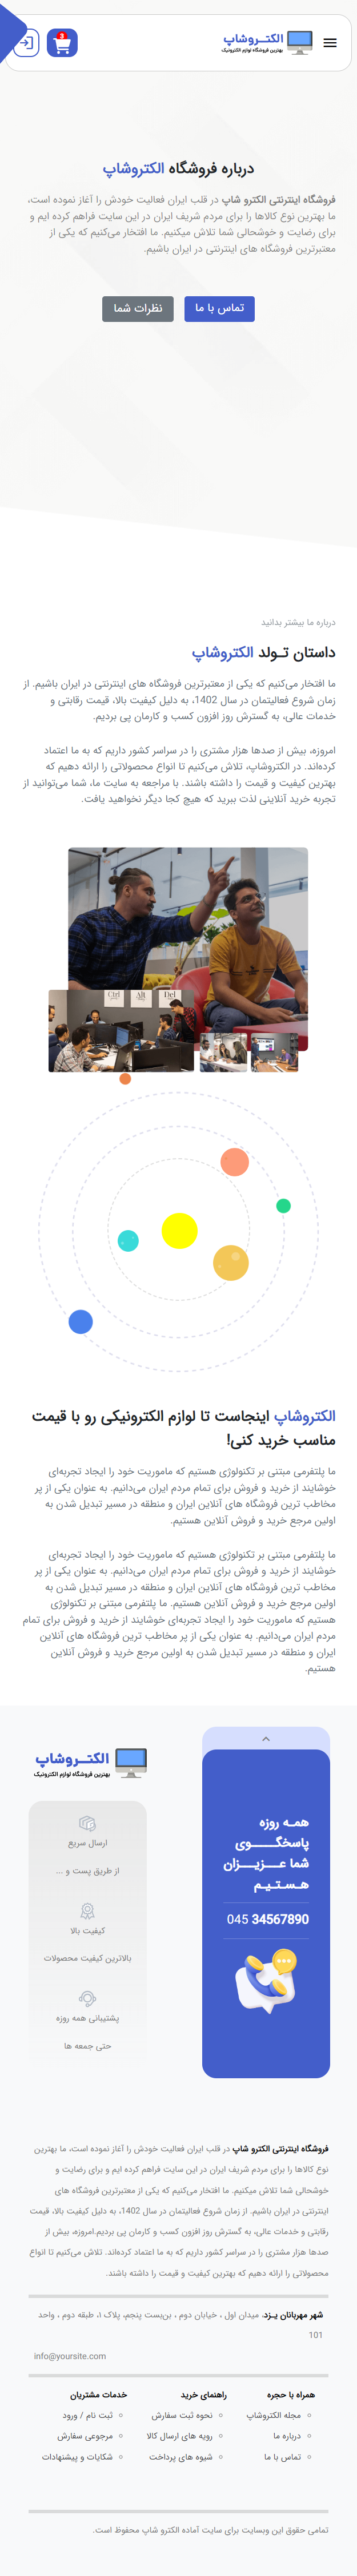 الکتــروشاپ
بهترین فروشگاه لوازم الکترونیک
3
درباره فروشگاه الکتروشاپ
فروشگاه اینترنتی الکترو شاپ در قلب ایران فعالیت خودش را آغاز نموده است،
ما بهترین نوع کالاها را برای مردم شریف ایران در این سایت فراهم کرده ایم و
برای رضایت و خوشحالی شما تلاش میکنیم. ما افتخار می‌کنیم که یکی از
معتبرترین فروشگاه های اینترنتی در ایران باشیم.
تماس با ما
نظرات شما
درباره ما بیشتر بدانید
داستان تـولد الکتروشاپ
ما افتخار می‌کنیم که یکی از معتبرترین فروشگاه های اینترنتی در ایران باشیم. از
زمان شروع فعالیتمان در سال 1402، به دلیل کیفیت بالا، قیمت رقابتی و
خدمات عالی، به گسترش روز افزون کسب و کارمان پی بردیم.
امروزه، بیش از صدها هزار مشتری را در سراسر کشور داریم که به ما اعتماد
کرده‌اند. در الکتروشاپ، تلاش می‌کنیم تا انواع محصولاتی را ارائه دهیم که
بهترین کیفیت و قیمت را داشته باشند. با مراجعه به سایت ما، شما می‌توانید از
تجربه خرید آنلاینی لذت ببرید که هیچ کجا دیگر نخواهید یافت.
Ctrl
Alt
Del
الکتروشاپ اینجاست تا لوازم الکترونیکی رو با قیمت
مناسب خرید کنی!
ما پلتفرمی مبتنی بر تکنولوژی هستیم که ماموریت خود را ایجاد تجربه‌ای
خوشایند از خرید و فروش برای تمام مردم ایران می‌دانیم. به عنوان یکی از پر
مخاطب ترین فروشگاه های آنلاین ایران و منطقه در مسیر تبدیل شدن به
اولین مرجع خرید و فروش آنلاین هستیم.
ما پلتفرمی مبتنی بر تکنولوژی هستیم که ماموریت خود را ایجاد تجربه‌ای
خوشایند از خرید و فروش برای تمام مردم ایران می‌دانیم. به عنوان یکی از پر
مخاطب ترین فروشگاه های آنلاین ایران و منطقه در مسیر تبدیل شدن به
اولین مرجع خرید و فروش آنلاین هستیم. ما پلتفرمی مبتنی بر تکنولوژی
هستیم که ماموریت خود را ایجاد تجربه‌ای خوشایند از خرید و فروش برای تمام
مردم ایران می‌دانیم. به عنوان یکی از پر مخاطب ترین فروشگاه های آنلاین
ایران و منطقه در مسیر تبدیل شدن به اولین مرجع خرید و فروش آنلاین
هستیم.
همـه روزه
پاسخگـــــوی
شما عـــزیـــزان
هـسـتـیـم
045 34567890
الکتــروشاپ
بهترین فروشگاه لوازم الکترونیک
ارسال سریع
از طریق پست و ...
کیفیت بالا
بالاترین کیفیت محصولات
پشتیبانی همه روزه
حتی جمعه ها
فروشگاه اینترنتی الکترو شاپ در قلب ایران فعالیت خودش را آغاز نموده است، ما بهترین
نوع کالاها را برای مردم شریف ایران در این سایت فراهم کرده ایم و برای رضایت و
خوشحالی شما تلاش میکنیم. ما افتخار می‌کنیم که یکی از معتبرترین فروشگاه های
اینترنتی در ایران باشیم. از زمان شروع فعالیتمان در سال 1402، به دلیل کیفیت بالا، قیمت
رقابتی و خدمات عالی، به گسترش روز افزون کسب و کارمان پی بردیم.امروزه، بیش از
صدها هزار مشتری را در سراسر کشور داریم که به ما اعتماد کرده‌اند. تلاش می‌کنیم تا انواع
محصولاتی را ارائه دهیم که بهترین کیفیت و قیمت را داشته باشند.
شهر مهربانان یـزد، میدان اول ، خیابان دوم ، بن‌بست پنجم، پلاک ۱، طبقه دوم ، واحد
101
info@yoursite.com
همراه با حجره
مجله الکتروشاپ
درباره ما
تماس با ما
راهنمای خرید
نحوه ثبت سفارش
رویه های ارسال کالا
شیوه های پرداخت
خدمات مشتریان
ثبت نام / ورود
مرجوعی سفارش
شکایات و پیشنهادات
تمامی حقوق این وبسایت برای سایت آماده الکترو شاپ محفوظ است.